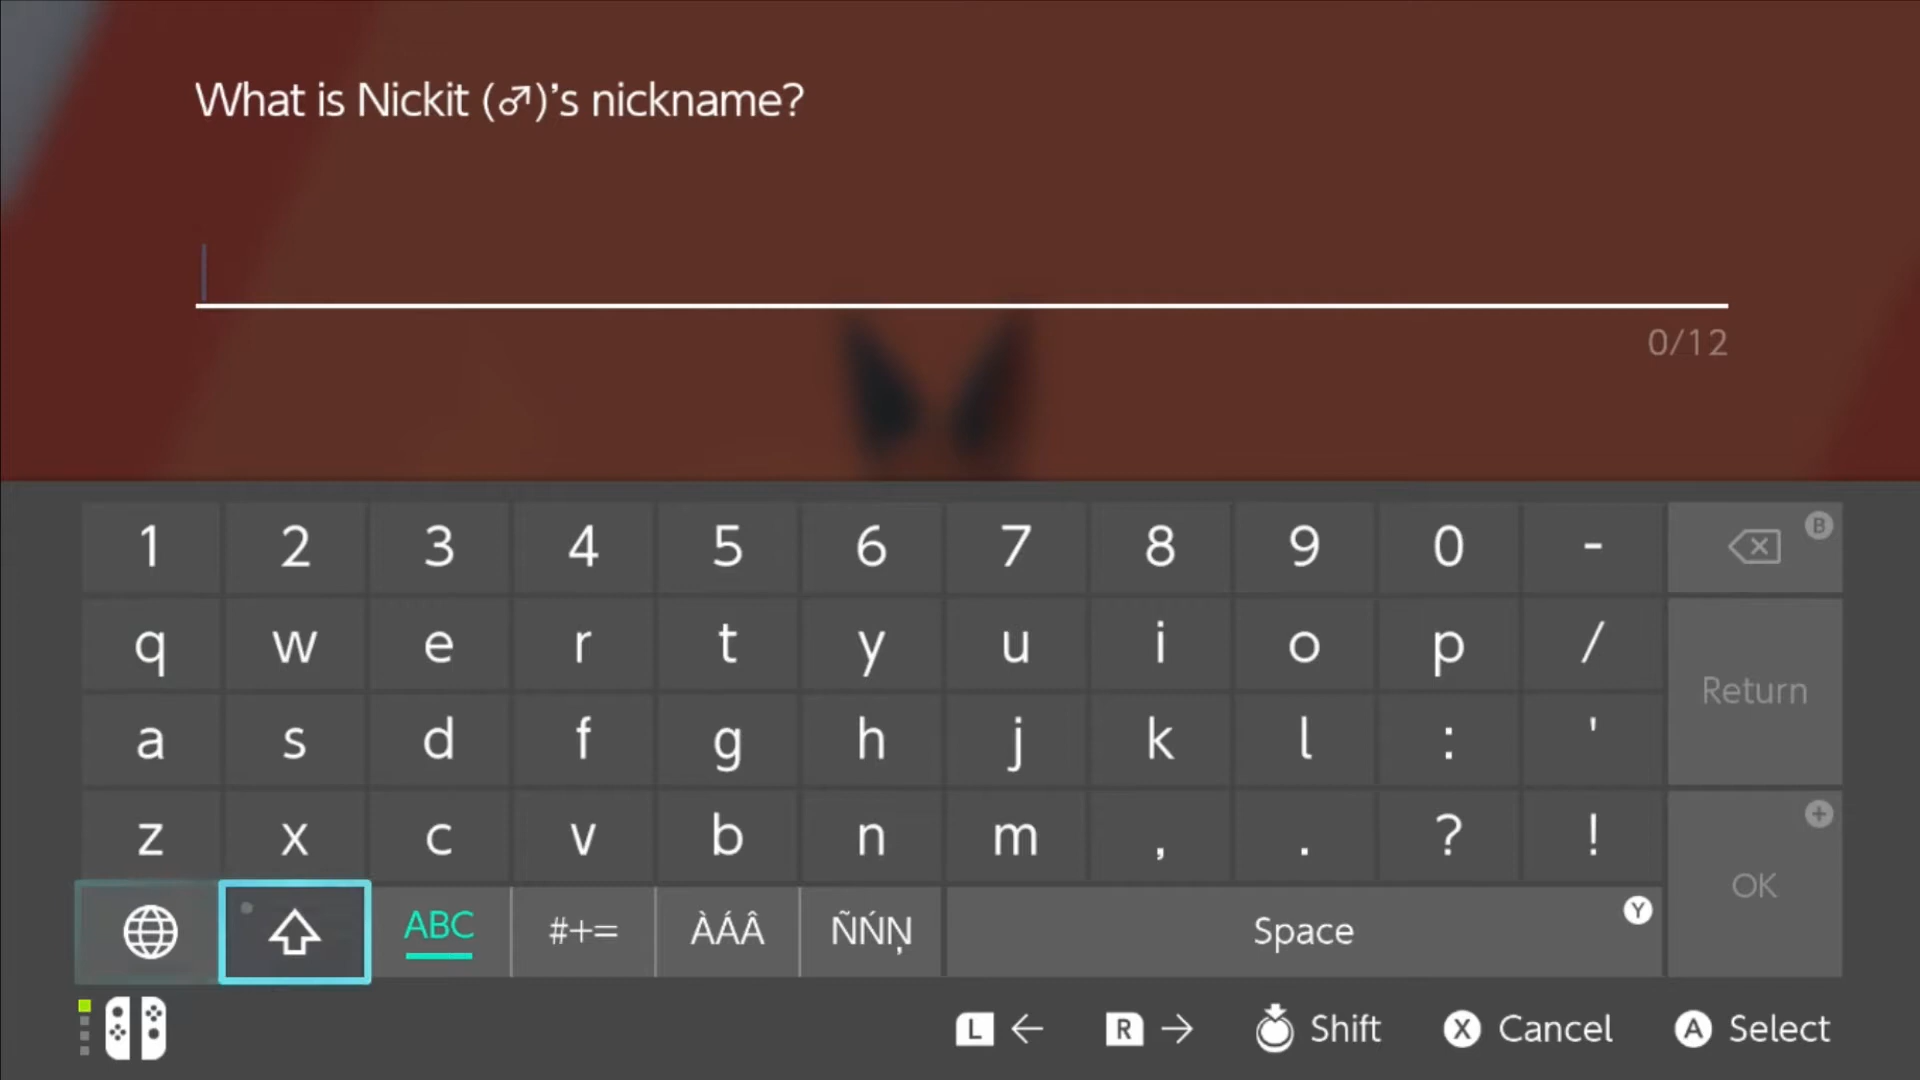 What is Nickit (♂)'s nickname?
0/12
1 2 3 4 5 6 7 8 9 0 - B
q w e r t y u i o p /
Return
a s d f g h j k l : '
z x c v b n m , . ? ! +
OK
ABC #+= ÀÁÂ ÑŃŅ Space Y
L ← R → Shift X Cancel A Select